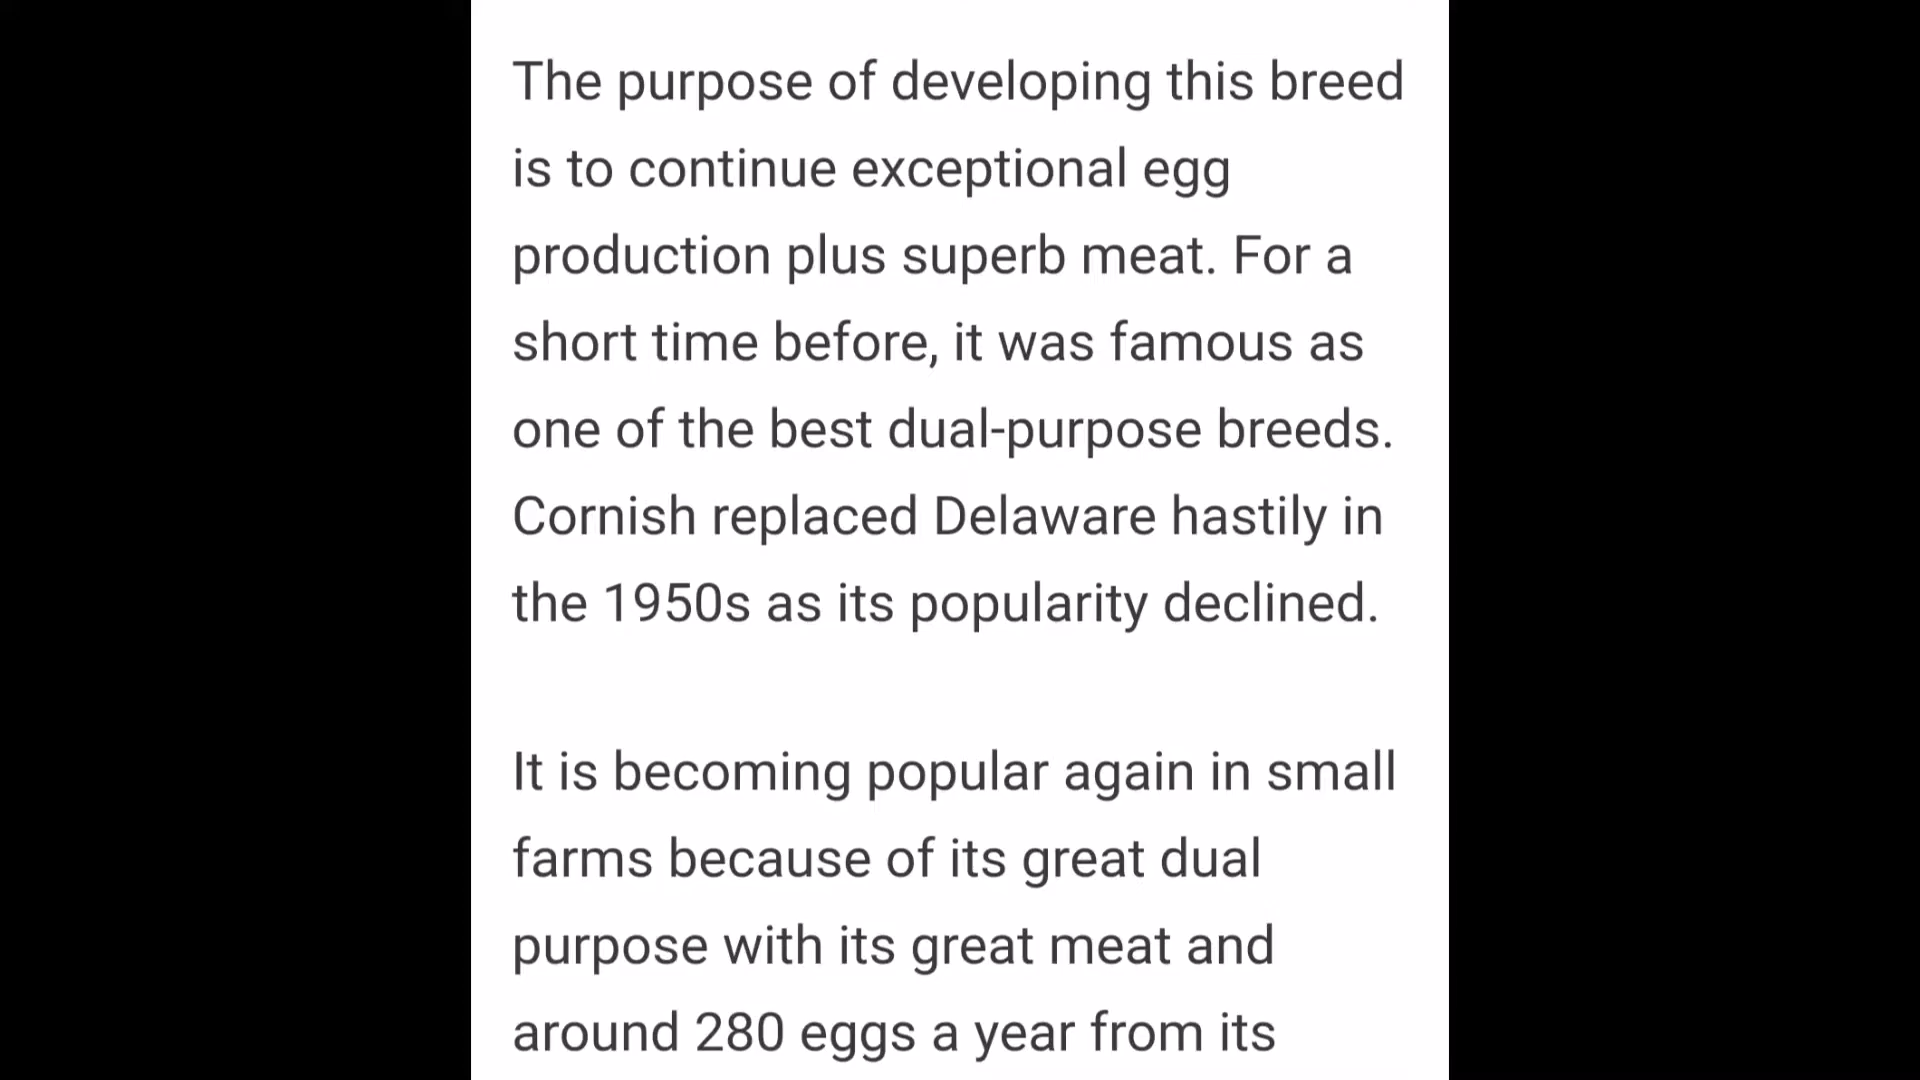 The purpose of developing this breed
is to continue exceptional egg
production plus superb meat. For a
short time before, it was famous as
one of the best dual-purpose breeds.
Cornish replaced Delaware hastily in
the 1950s as its popularity declined.
It is becoming popular again in small
farms because of its great dual
purpose with its great meat and
around 280 eggs a year from its